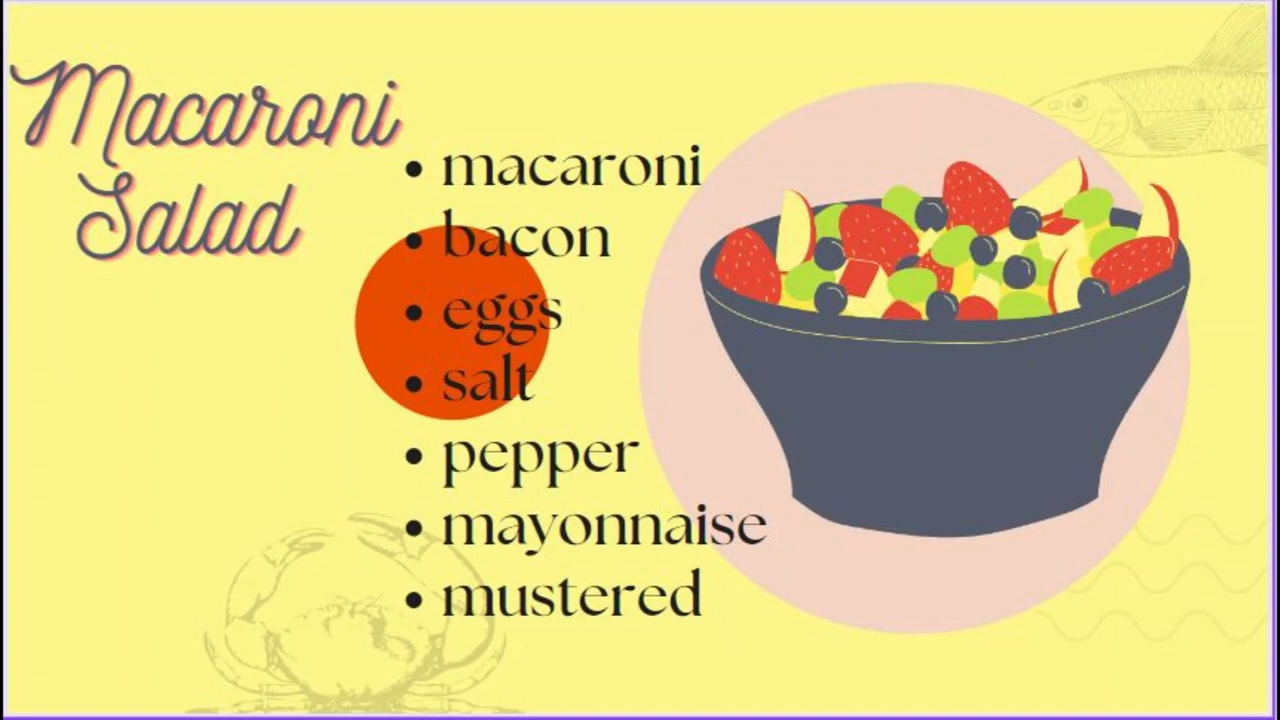 Macaroni
Salad
• macaroni
• bacon
• eggs
• salt
• pepper
• mayonnaise
• mustered